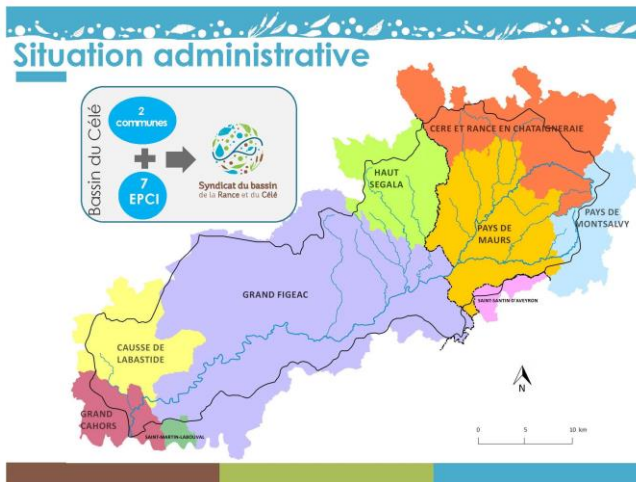 Situation administrative
Bassin du Célé
2
communes
7
EPCI
Syndicat du bassin
de la Rance et du Célé
CERE ET RANCE EN CHATAIGNERAIE
HAUT
SEGALA
PAYS DE
MONTSALVY
PAYS DE
MAURS
GRAND FIGEAC
SAINT-SANTIN D'AVEYRON
CAUSSE DE
LABASTIDE
GRAND
CAHORS
SAINT-MARTIN-LABOUVAL
N
0 5 10 km